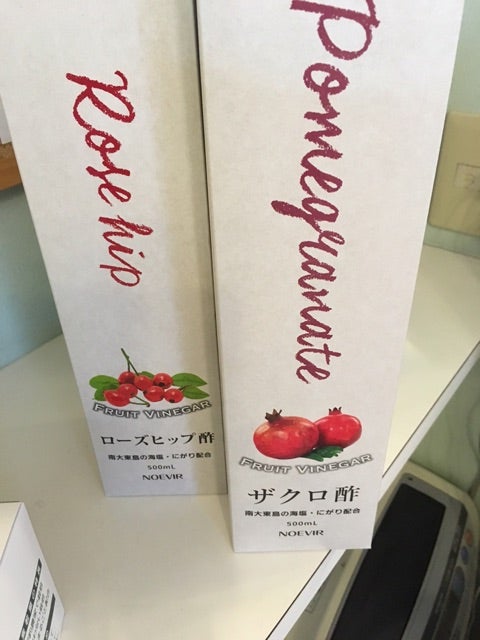 Rose hip
FRUIT VINEGAR
ローズヒップ酢
南大東島の海塩・にがり配合
500mL
NOEVIR
Pomegranate
FRUIT VINEGAR
ザクロ酢
南大東島の海塩・にがり配合
500mL
NOEVIR